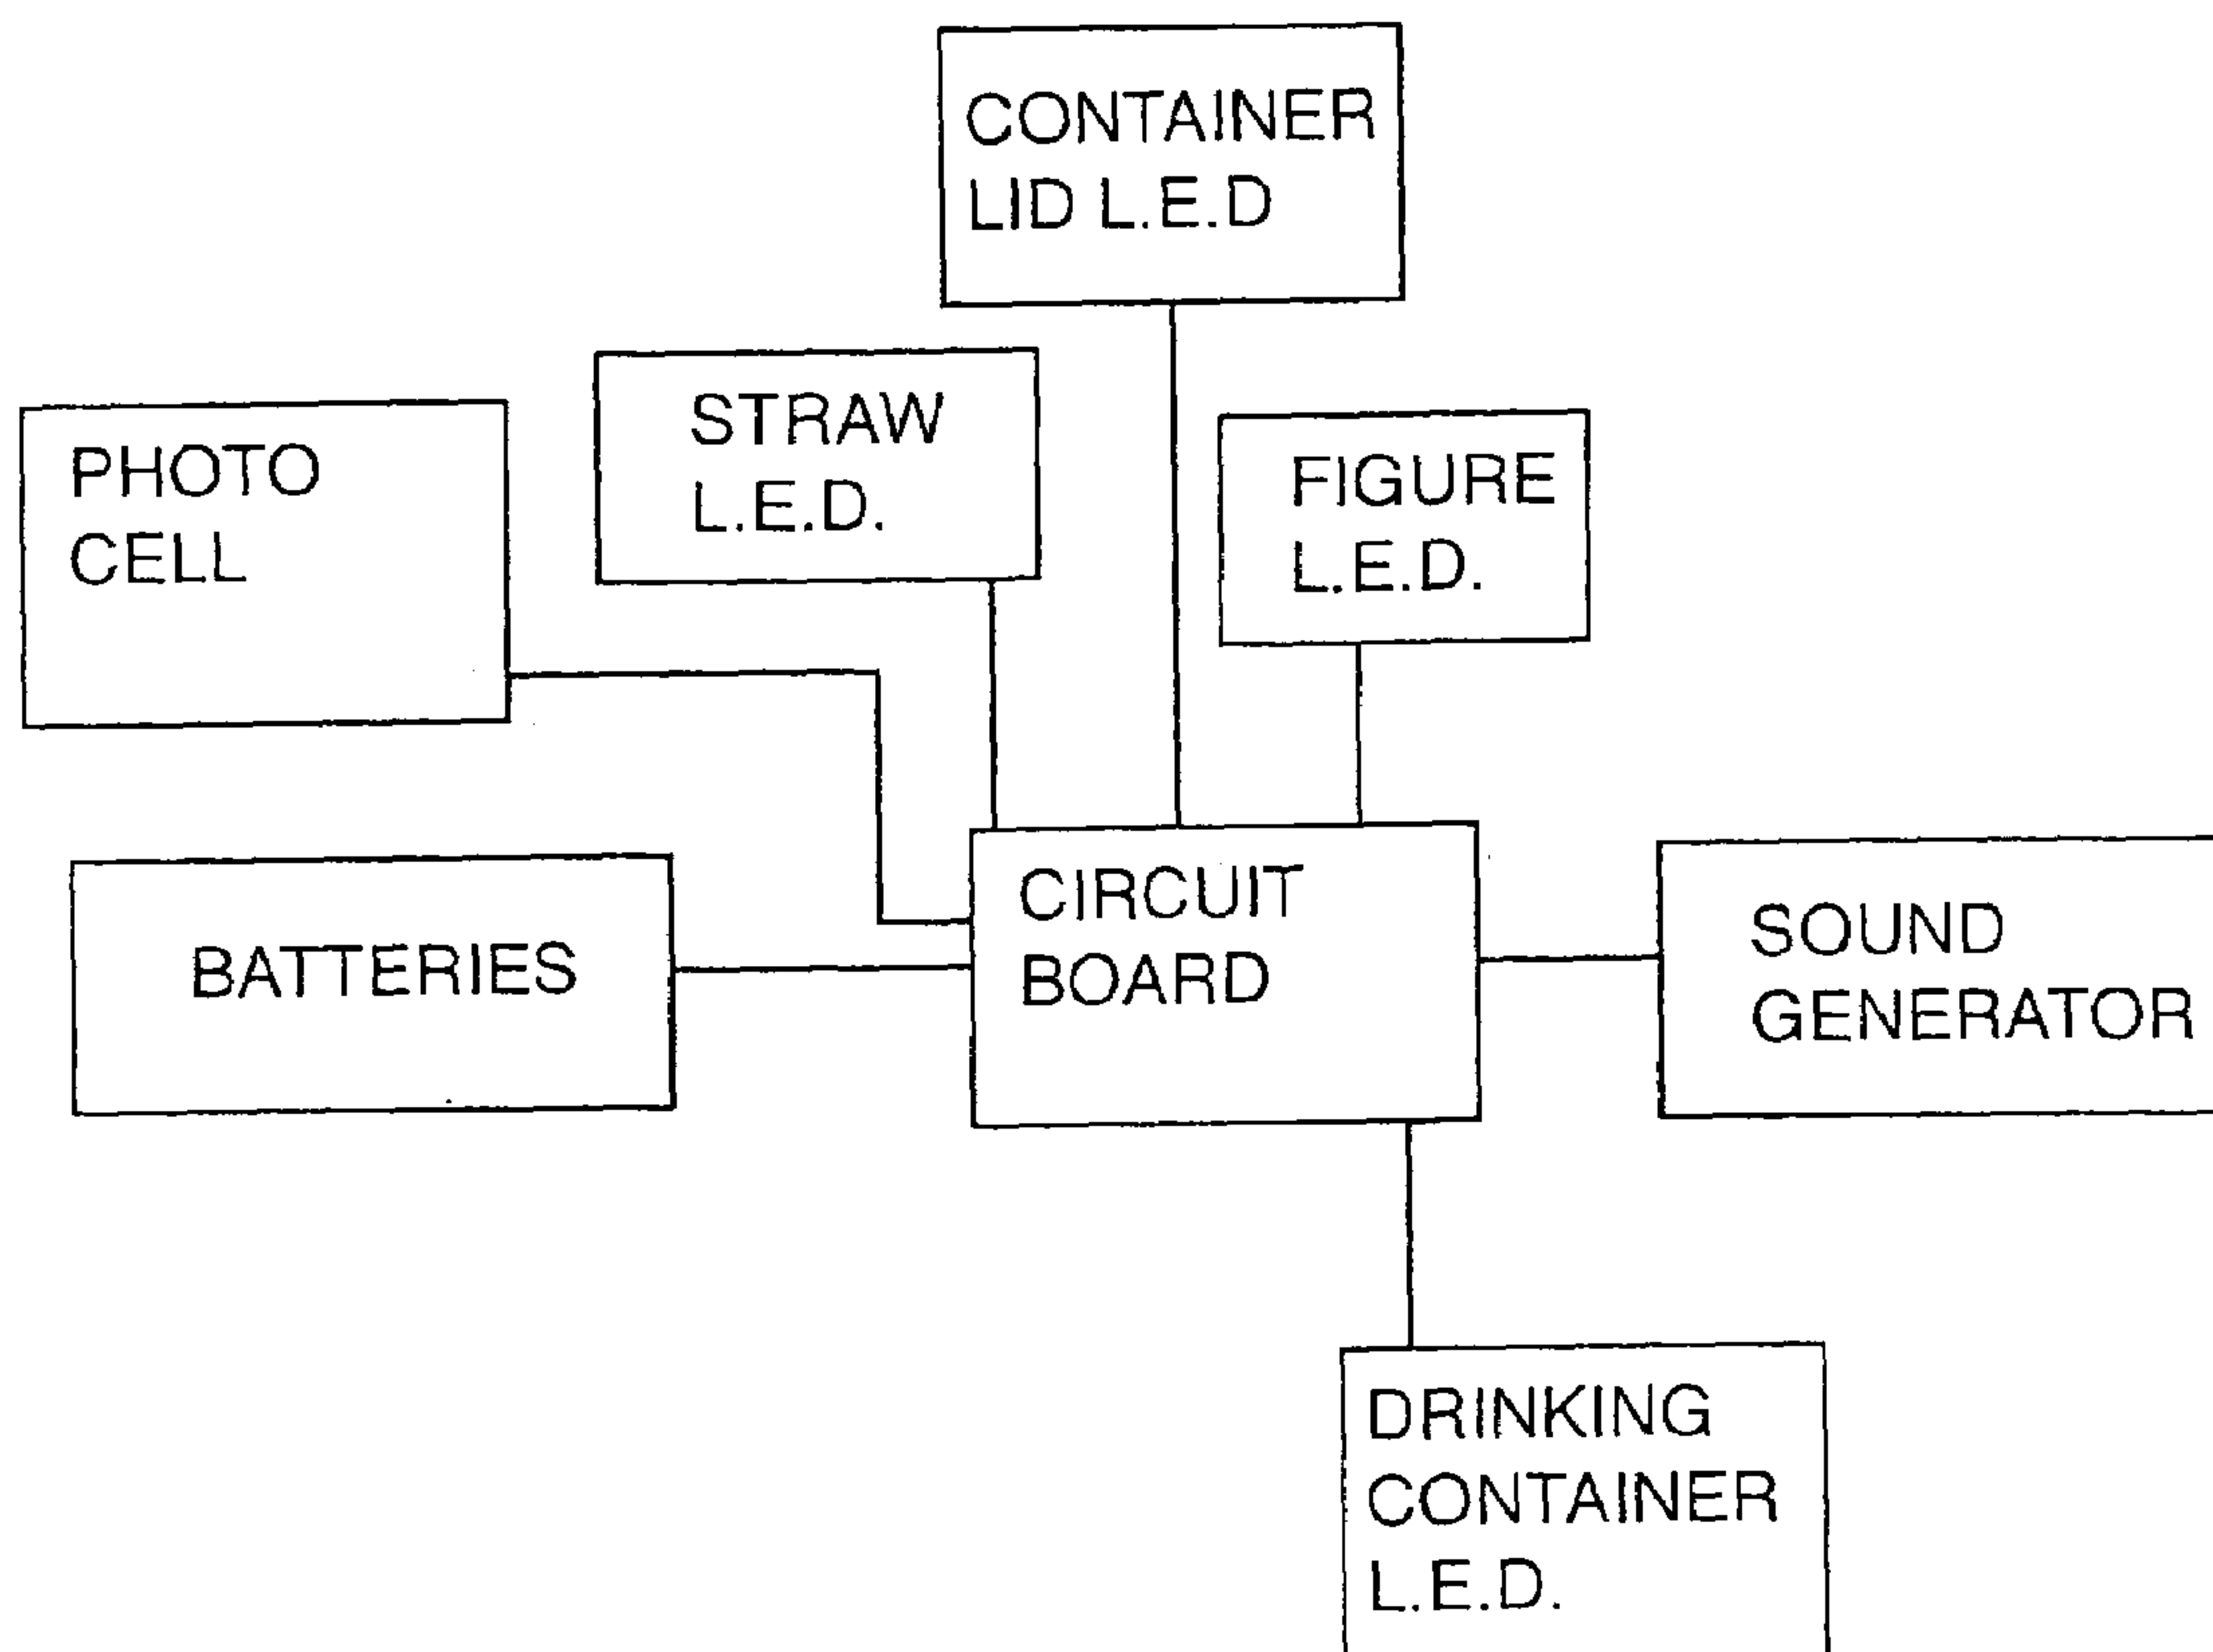 CONTAINER
LID L.E.D
STRAW
L.E.D.
PHOTO
CELL
FIGURE
L.E.D.
CIRCUIT
BOARD
BATTERIES
SOUND
GENERATOR
DRINKING
CONTAINER
L.E.D.